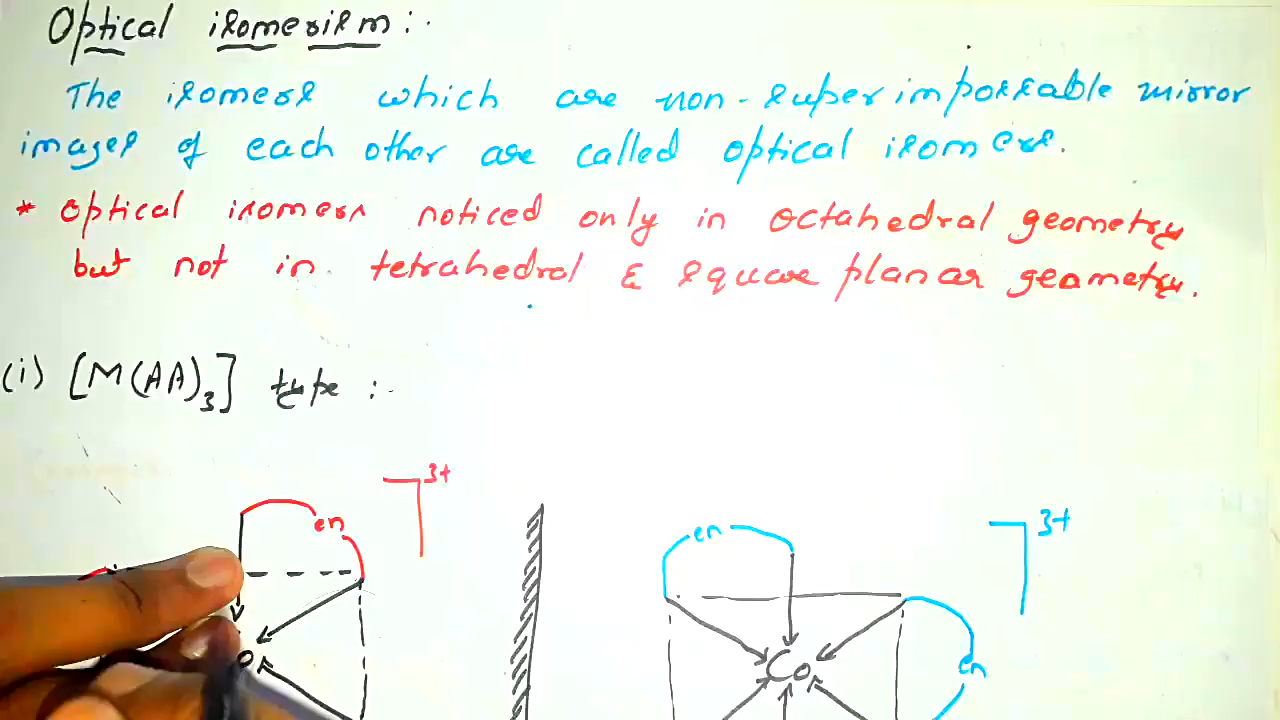 Optical isomerism :-
The isomers which are non-superimpossable mirror
images of each other are called optical isomers.
* optical isomers noticed only in octahedral geometry
but not in tetrahedral & square planar geometry.
(i) [M(AA)3] type :-
3+
en
en
3+
Co
en